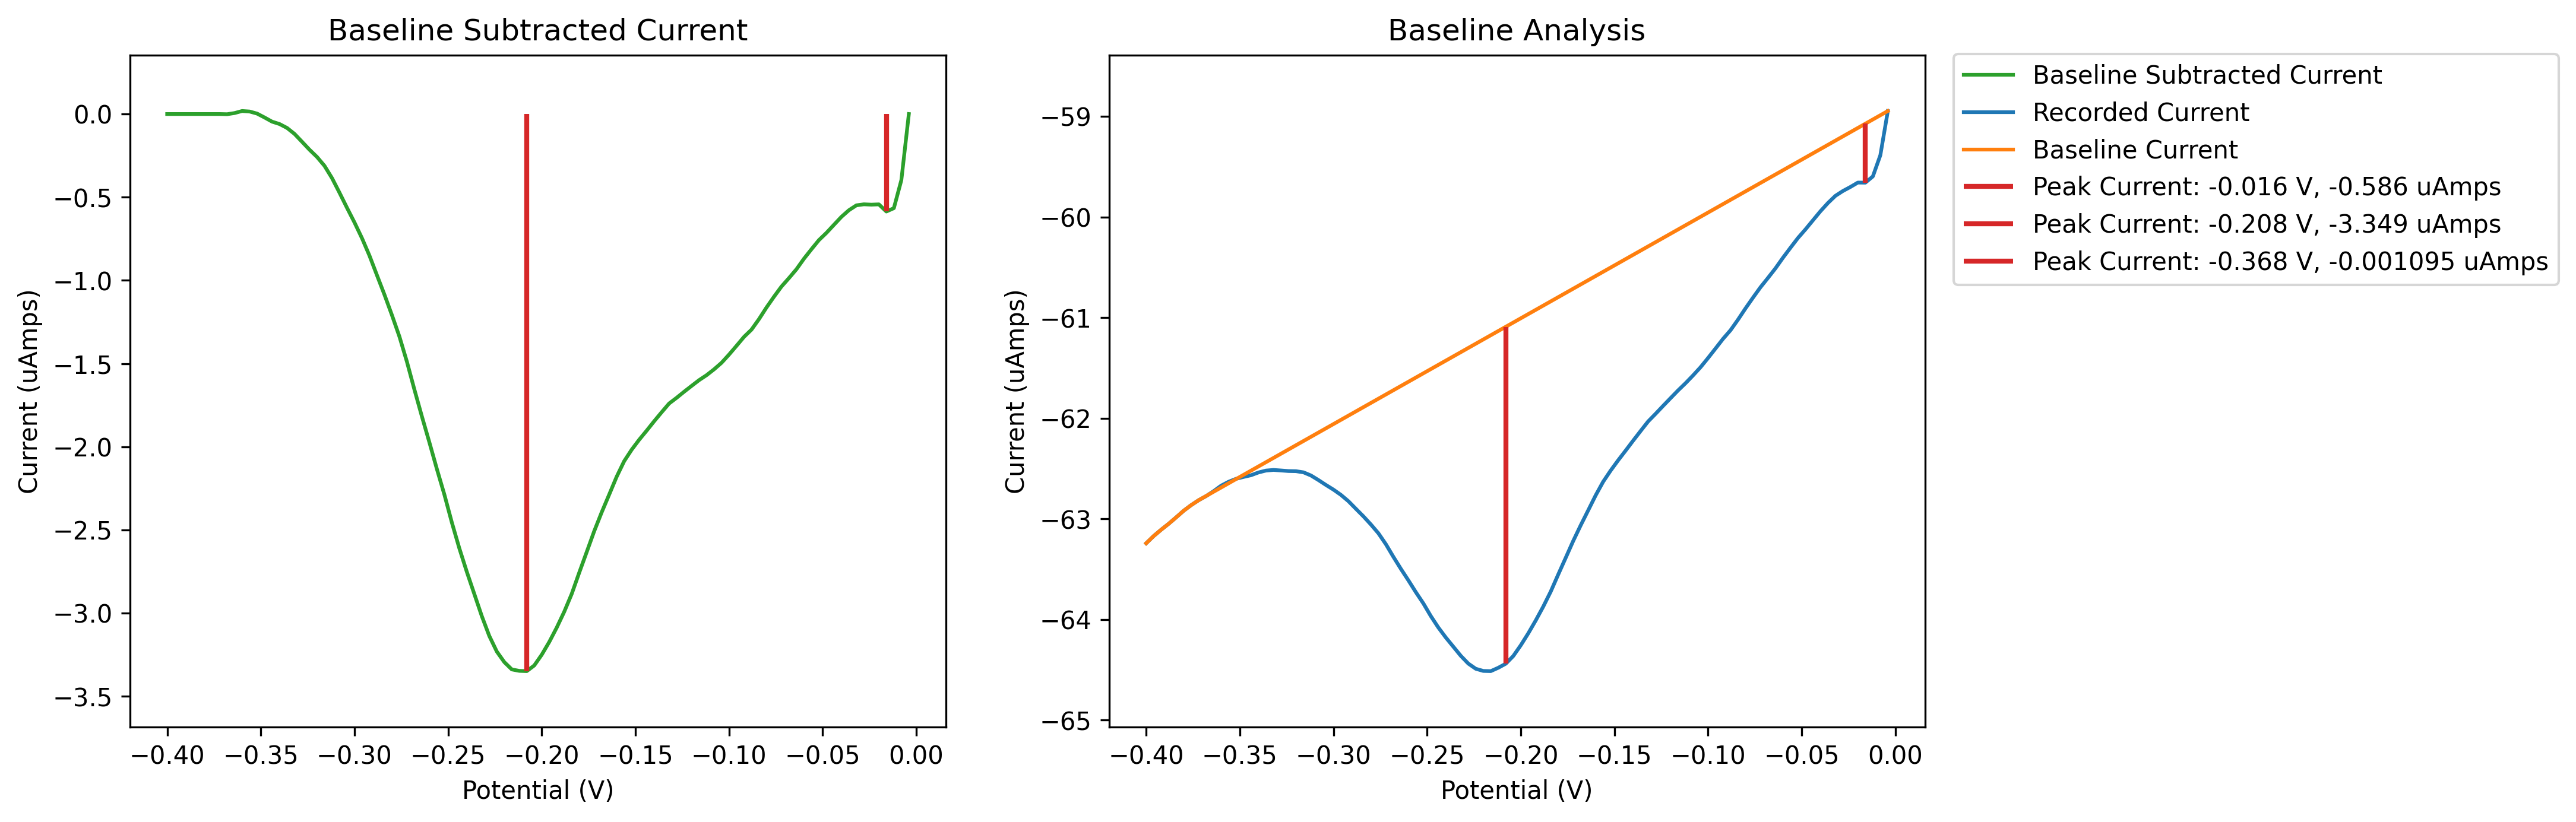 Baseline Subtracted Current
Current (uAmps)
0.0
−0.5
−1.0
−1.5
−2.0
−2.5
−3.0
−3.5
−0.40 −0.35 −0.30 −0.25 −0.20 −0.15 −0.10 −0.05 0.00
Potential (V)
Baseline Analysis
Current (uAmps)
−59
−60
−61
−62
−63
−64
−65
−0.40 −0.35 −0.30 −0.25 −0.20 −0.15 −0.10 −0.05 0.00
Potential (V)
Baseline Subtracted Current
Recorded Current
Baseline Current
Peak Current: -0.016 V, -0.586 uAmps
Peak Current: -0.208 V, -3.349 uAmps
Peak Current: -0.368 V, -0.001095 uAmps